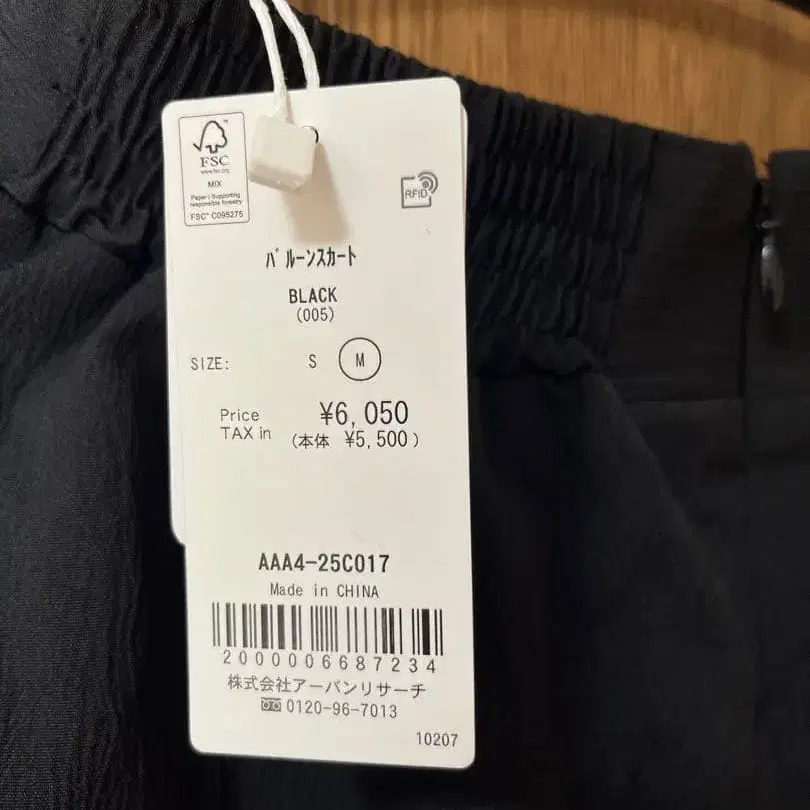 FSC
www.fsc.org
MIX
Paper | Supporting
responsible forestry
FSC® C095275
RFID
ﾊﾞﾙｰﾝｽｶｰﾄ
BLACK
(005)
SIZE: S M
Price ¥6,050
TAX in (本体 ¥5,500)
AAA4-25C017
Made in CHINA
2000006687234
株式会社アーバンリサーチ
0120-96-7013
10207